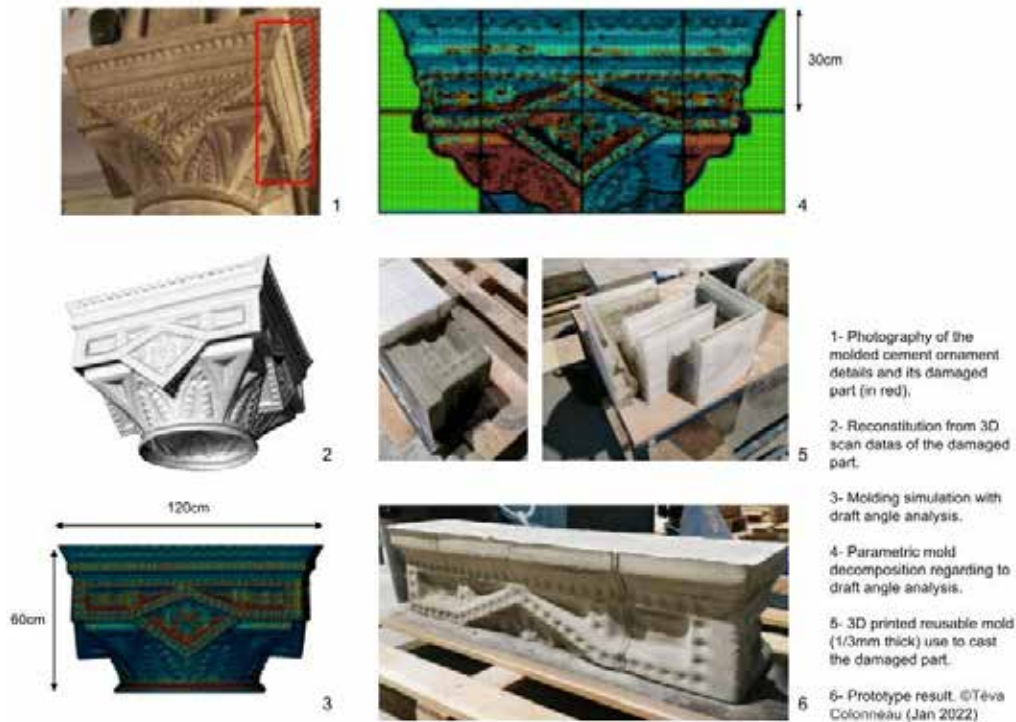 30cm
1
4
2
5
120cm
60cm
3
6
1- Photography of the
molded cement ornament
details and its damaged
part (in red).
2- Reconstitution from 3D
scan datas of the damaged
part.
3- Molding simulation with
draft angle analysis.
4- Parametric mold
decomposition regarding to
draft angle analysis.
5- 3D printed reusable mold
(1/3mm thick) use to cast
the damaged part.
6- Prototype result. ©Téva
Colonneau (Jan 2022)